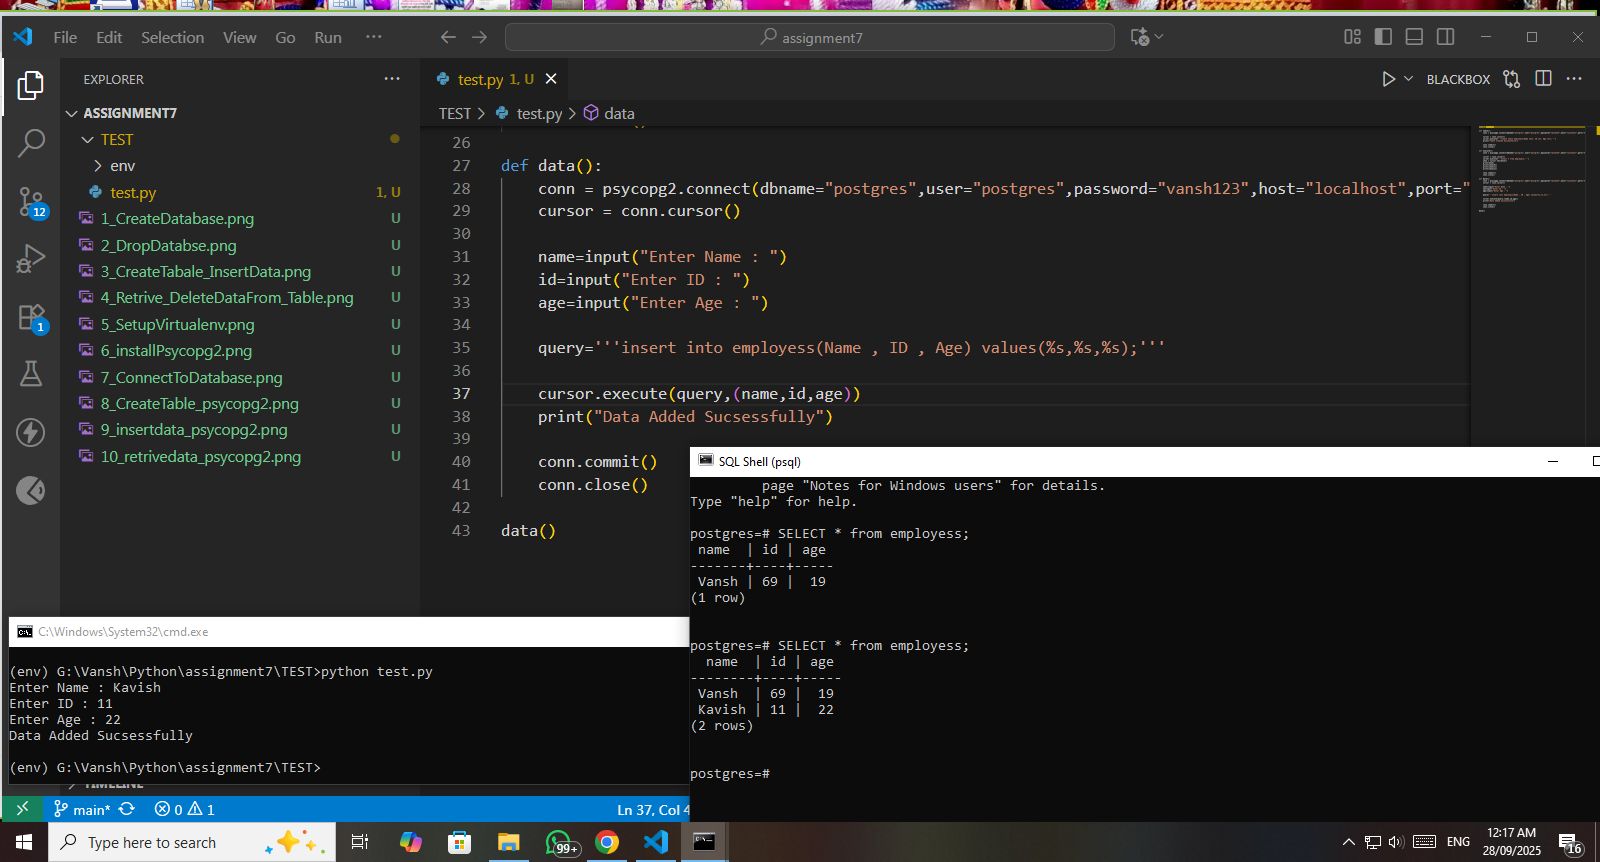 File Edit Selection View Go Run ···
assignment7
EXPLORER
ASSIGNMENT7
TEST
env
test.py 1, U
1_CreateDatabase.png U
2_DropDatabse.png U
3_CreateTabale_InsertData.png U
4_Retrive_DeleteDataFrom_Table.png U
5_SetupVirtualenv.png U
6_installPsycopg2.png U
7_ConnectToDatabase.png U
8_CreateTable_psycopg2.png U
9_insertdata_psycopg2.png U
10_retrivedata_psycopg2.png U
12
1
test.py 1, U
BLACKBOX
TEST > test.py > data
26
27 def data():
28 conn = psycopg2.connect(dbname="postgres",user="postgres",password="vansh123",host="localhost",port="
29 cursor = conn.cursor()
30
31 name=input("Enter Name : ")
32 id=input("Enter ID : ")
33 age=input("Enter Age : ")
34
35 query='''insert into employess(Name , ID , Age) values(%s,%s,%s);'''
36
37 cursor.execute(query,(name,id,age))
38 print("Data Added Sucsessfully")
39
40 conn.commit()
41 conn.close()
42
43 data()
SQL Shell (psql)
page "Notes for Windows users" for details.
Type "help" for help.
postgres=# SELECT * from employess;
name | id | age
-------+----+-----
Vansh | 69 | 19
(1 row)
postgres=# SELECT * from employess;
name | id | age
--------+----+-----
Vansh | 69 | 19
Kavish | 11 | 22
(2 rows)
postgres=#
C:\Windows\System32\cmd.exe
(env) G:\Vansh\Python\assignment7\TEST>python test.py
Enter Name : Kavish
Enter ID : 11
Enter Age : 22
Data Added Sucsessfully
(env) G:\Vansh\Python\assignment7\TEST>
TIMELINE
main* 0 1
Ln 37, Col 4
Type here to search
99+
ENG
12:17 AM
28/09/2025
16